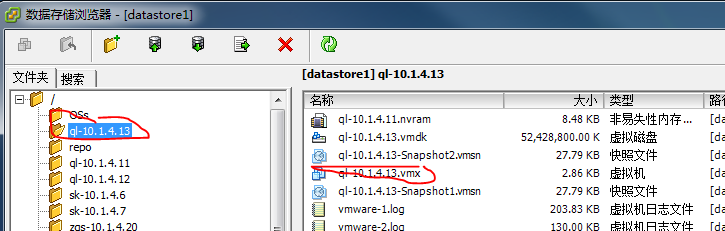 数据存储浏览器 - [datastore1]
文件夹 搜索
/
OSs
ql-10.1.4.13
repo
ql-10.1.4.11
ql-10.1.4.12
sk-10.1.4.6
sk-10.1.4.7
zgs-10.1.4.20
[datastore1] ql-10.1.4.13
名称 大小 类型 路径
ql-10.1.4.11.nvram 8.48 KB 非易失性内存... [da
ql-10.1.4.13.vmdk 52,428,800.00 K 虚拟磁盘 [da
ql-10.1.4.13-Snapshot2.vmsn 27.79 KB 快照文件 [da
ql-10.1.4.13.vmx 2.86 KB 虚拟机 [da
ql-10.1.4.13-Snapshot1.vmsn 27.79 KB 快照文件 [da
vmware-1.log 203.83 KB 虚拟机日志文件 [da
vmware-2.log 130.00 KB 虚拟机日志文件 [da